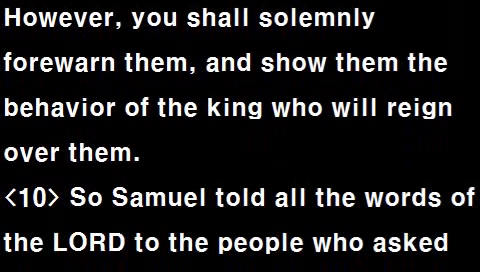 However, you shall solemnly
forewarn them, and show them the
behavior of the king who will reign
over them.
<10> So Samuel told all the words of
the LORD to the people who asked